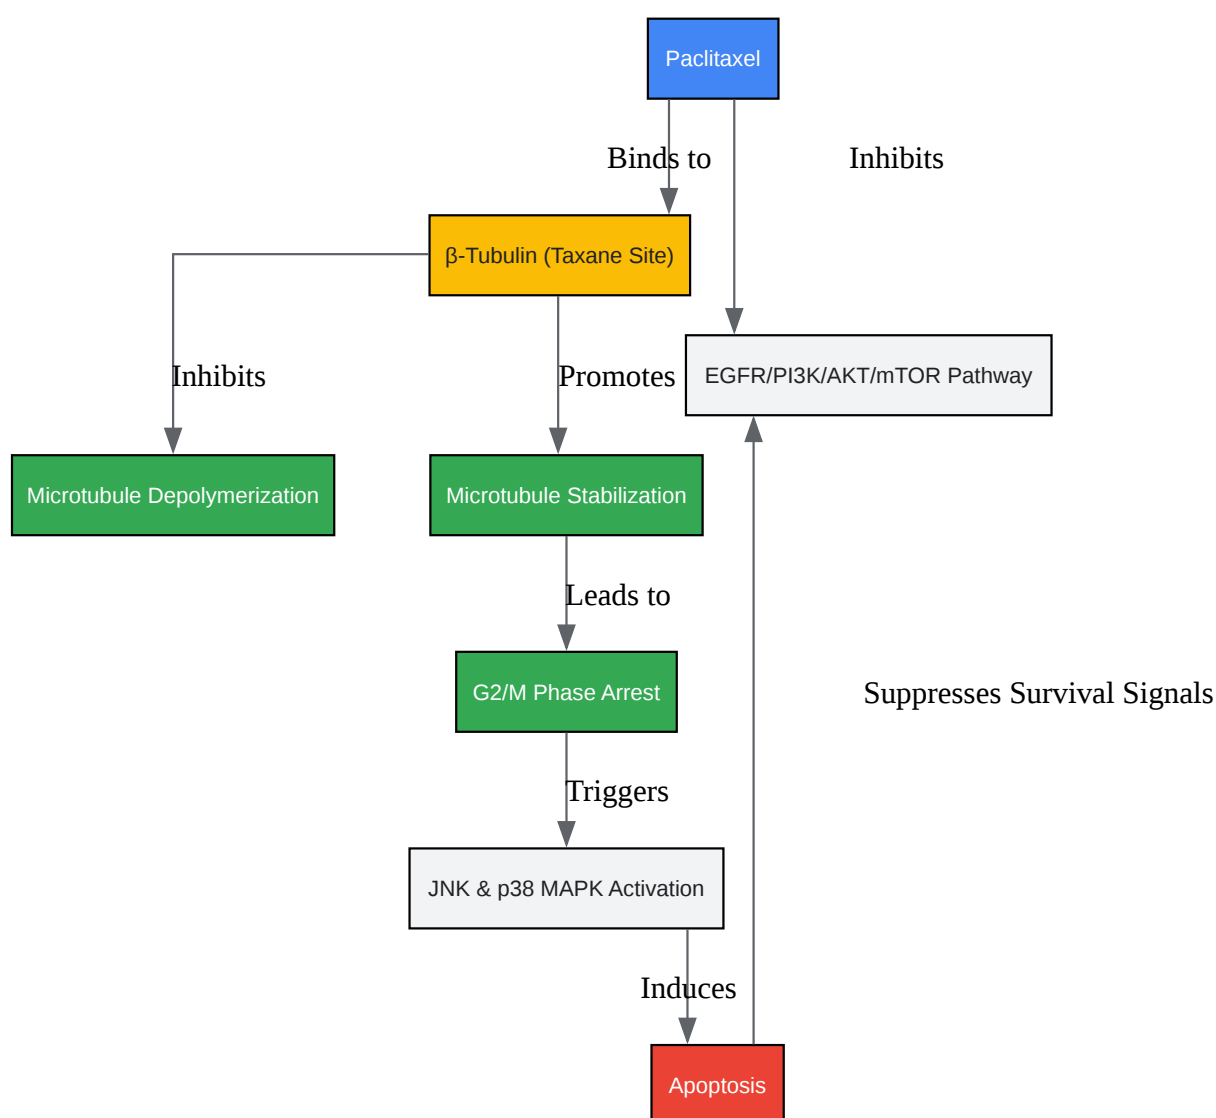 Paclitaxel
Binds to
Inhibits
β-Tubulin (Taxane Site)
Inhibits
Promotes
EGFR/PI3K/AKT/mTOR Pathway
Microtubule Depolymerization
Microtubule Stabilization
Leads to
G2/M Phase Arrest
Suppresses Survival Signals
Triggers
JNK & p38 MAPK Activation
Induces
Apoptosis